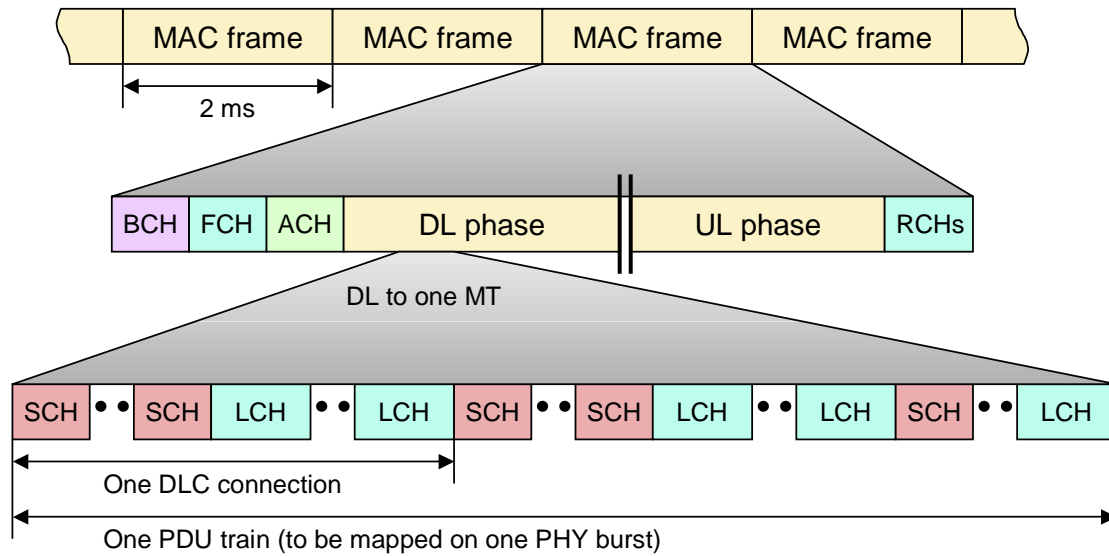 MAC frame MAC frame MAC frame MAC frame
2 ms
BCH FCH ACH DL phase UL phase RCHs
DL to one MT
SCH SCH LCH LCH SCH SCH LCH LCH SCH LCH
One DLC connection
One PDU train (to be mapped on one PHY burst)